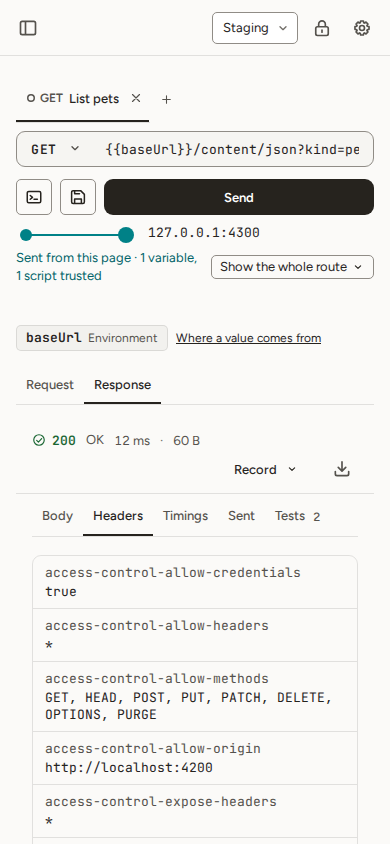 Staging
GET List pets
GET {{baseUrl}}/content/json?kind=pe
Send
127.0.0.1:4300
Sent from this page · 1 variable,
1 script trusted
Show the whole route
baseUrl Environment Where a value comes from
Request Response
200 OK 12 ms · 60 B
Record
Body Headers Timings Sent Tests 2
access-control-allow-credentials
true
access-control-allow-headers
*
access-control-allow-methods
GET, HEAD, POST, PUT, PATCH, DELETE,
OPTIONS, PURGE
access-control-allow-origin
http://localhost:4200
access-control-expose-headers
*